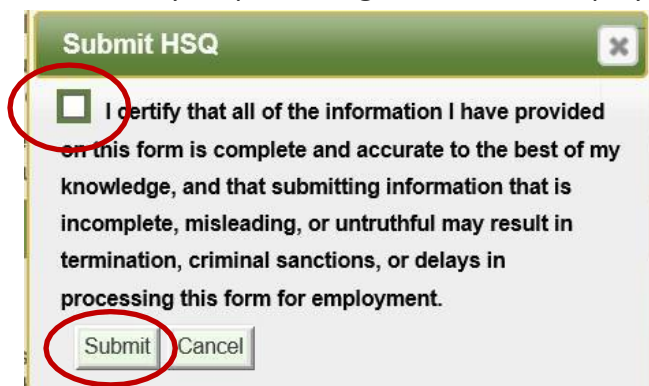 Submit HSQ
I certify that all of the information I have provided
on this form is complete and accurate to the best of my
knowledge, and that submitting information that is
incomplete, misleading, or untruthful may result in
termination, criminal sanctions, or delays in
processing this form for employment.
Submit Cancel